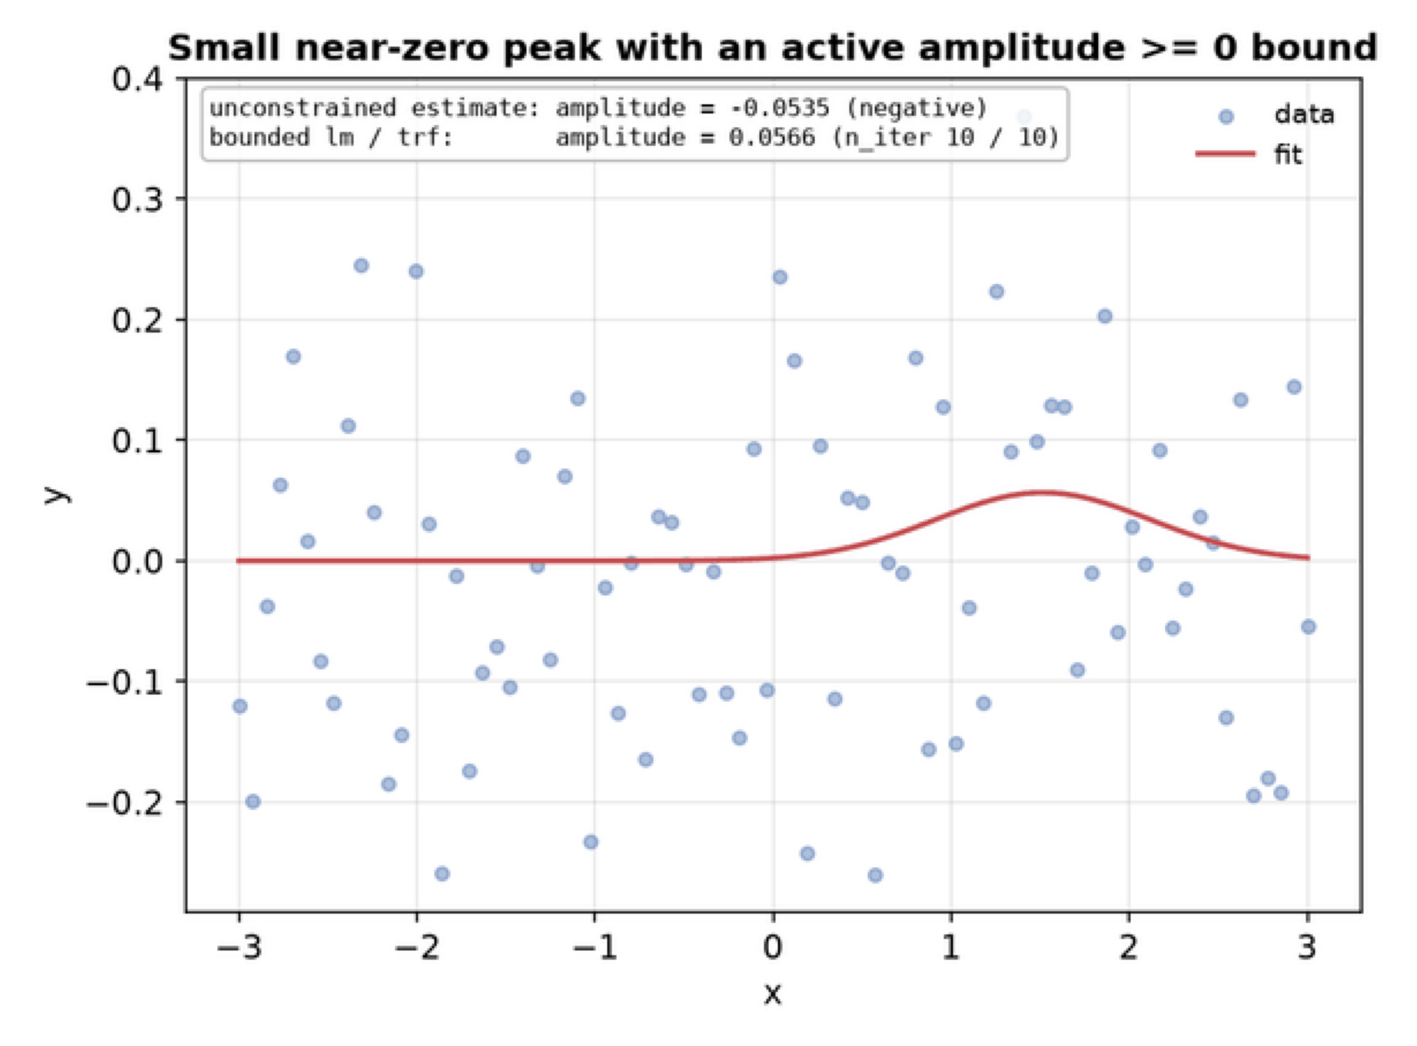 Small near-zero peak with an active amplitude >= 0 bound
0.4
unconstrained estimate: amplitude = -0.0535 (negative)
bounded lm / trf:       amplitude = 0.0566 (n_iter 10 / 10)
data
fit
0.3
0.2
0.1
0.0
−0.1
−0.2
y
−3 −2 −1 0 1 2 3
x